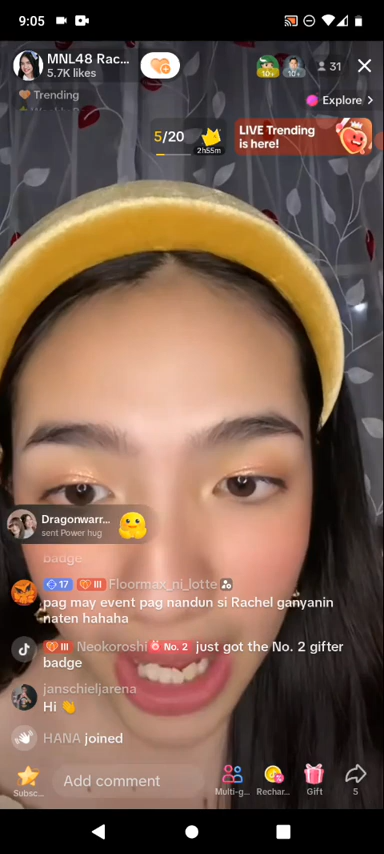 9:05
MNL48 Rac...
5.7K likes
10+
10+
31
Trending
Explore
5/20
2h55m
LIVE Trending
is here!
Dragonwarr...
sent Power hug
badge
17 III Floormax_ni_lotte
pag may event pag nandun si Rachel ganyanin
naten hahaha
III Neokoroshi No. 2 just got the No. 2 gifter
badge
janschieljarena
Hi 👋
HANA joined
Subsc...
Add comment
Multi-g...
Rechar...
Gift
5